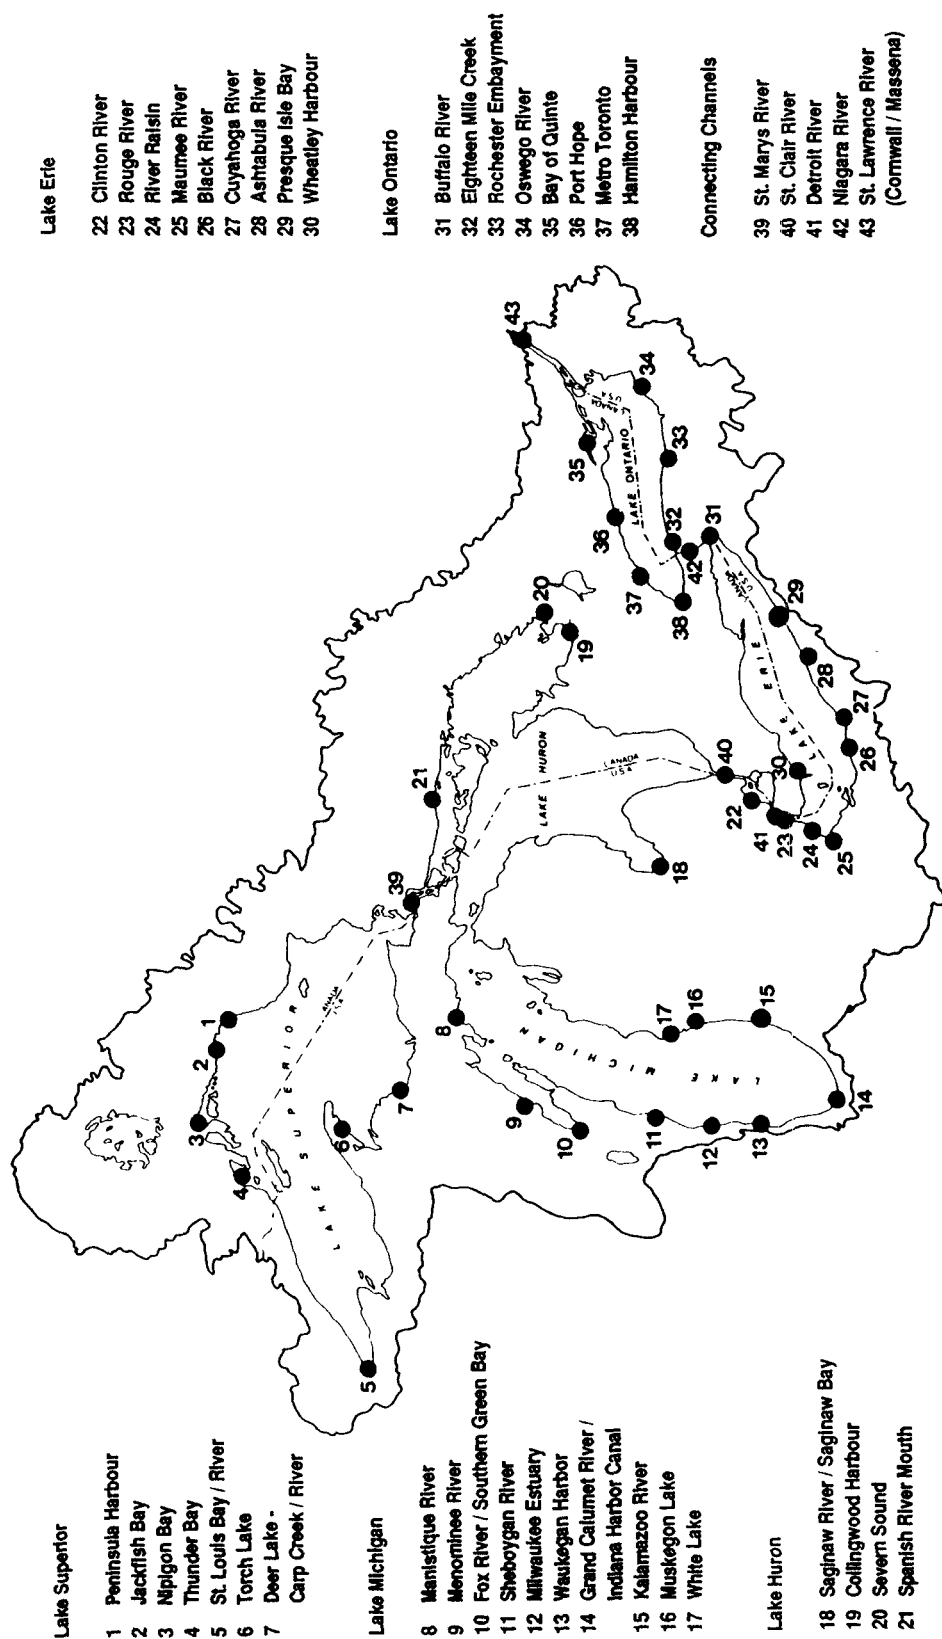 Lake Superior
1 Peninsula Harbour
2 Jackfish Bay
3 Nipigon Bay
4 Thunder Bay
5 St. Louis Bay / River
6 Torch Lake
7 Deer Lake -
Carp Creek / River
Lake Michigan
8 Manistique River
9 Menominee River
10 Fox River / Southern Green Bay
11 Sheboygan River
12 Milwaukee Estuary
13 Waukegan Harbor
14 Grand Calumet River /
Indiana Harbor Canal
15 Kalamazoo River
16 Muskegon Lake
17 White Lake
Lake Huron
18 Saginaw River / Saginaw Bay
19 Collingwood Harbour
20 Severn Sound
21 Spanish River Mouth
1
2
3
4
5
6
7
LAKE SUPERIOR
CANADA
USA
39
21
20
19
8
9
10
11
12
13
14
15
16
17
LAKE MICHIGAN
LAKE HURON
CANADA
USA
18
40
22
41
23
24
25
26
27
28
29
30
LAKE ERIE
CANADA
USA
31
32
33
34
35
36
37
38
42
43
LAKE ONTARIO
CANADA
USA
Lake Erie
22 Clinton River
23 Rouge River
24 River Raisin
25 Maumee River
26 Black River
27 Cuyahoga River
28 Ashtabula River
29 Presque Isle Bay
30 Wheatley Harbour
Lake Ontario
31 Buffalo River
32 Eighteen Mile Creek
33 Rochester Embayment
34 Oswego River
35 Bay of Quinte
36 Port Hope
37 Metro Toronto
38 Hamilton Harbour
Connecting Channels
39 St. Marys River
40 St. Clair River
41 Detroit River
42 Niagara River
43 St. Lawrence River
(Cornwall / Massena)